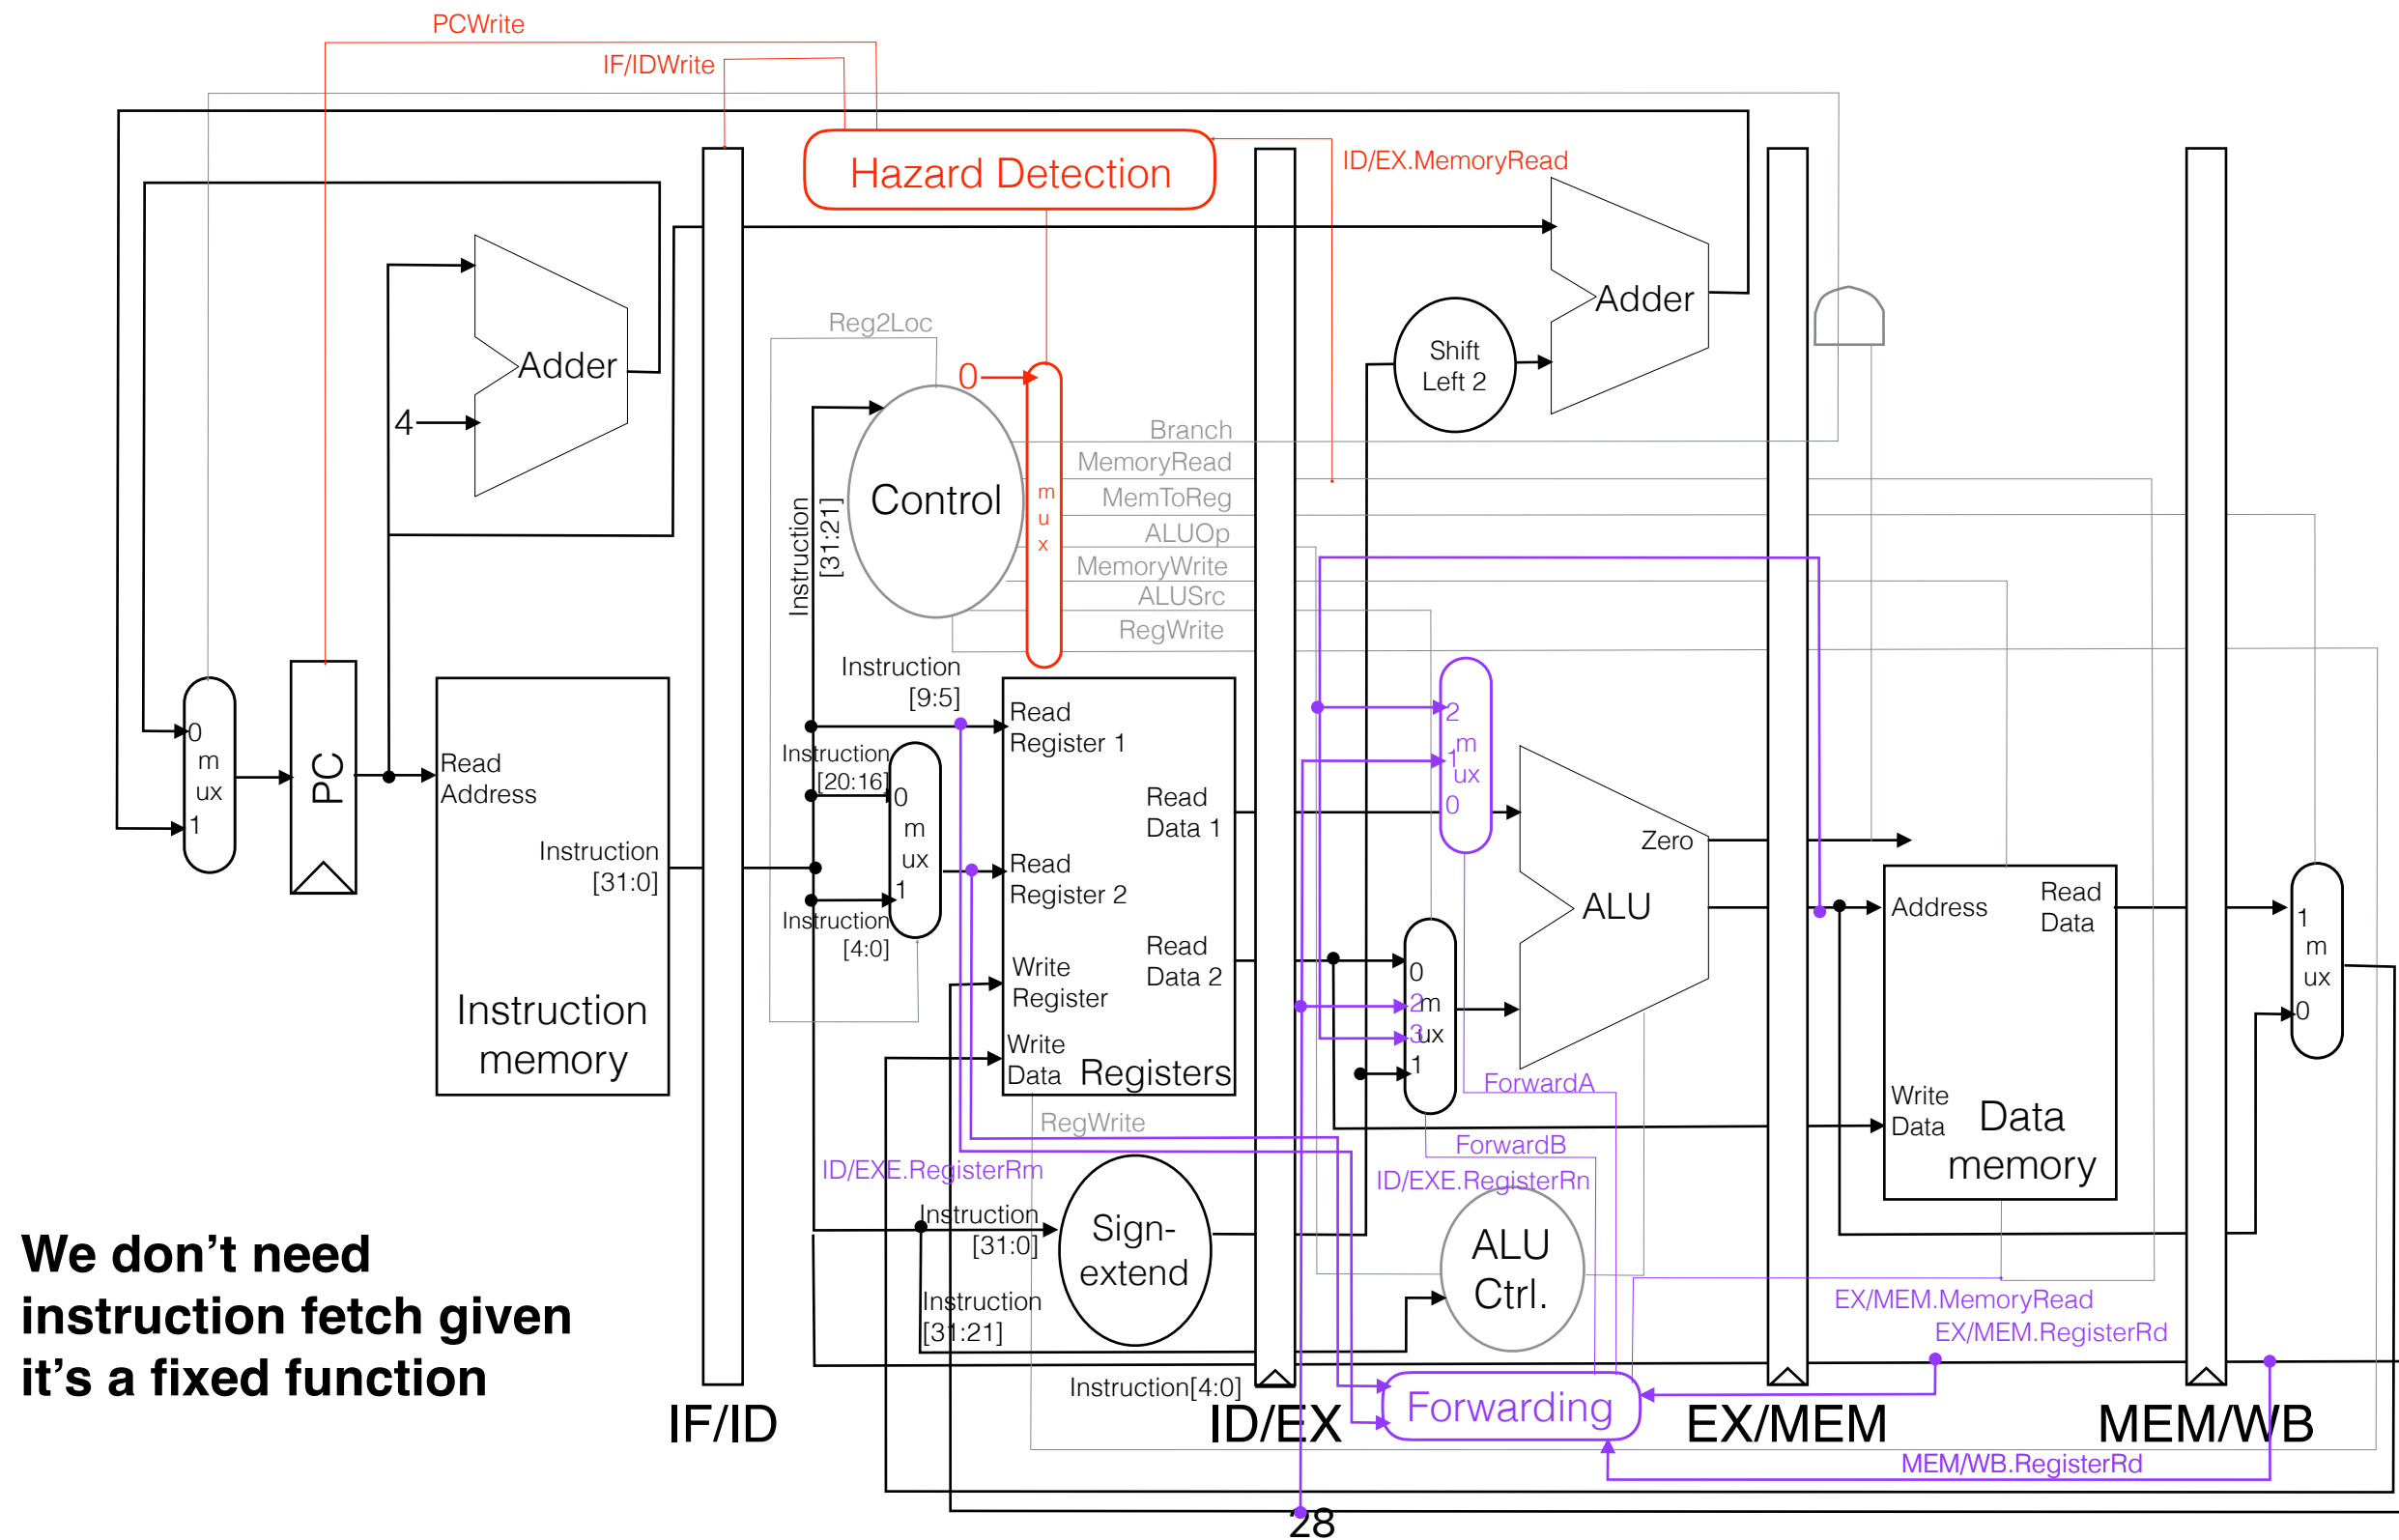 PCWrite
IF/IDWrite
Hazard Detection
ID/EX.MemoryRead
Adder
Adder
Shift
Left 2
Reg2Loc
0
4
Branch
MemoryRead
MemToReg
ALUOp
MemoryWrite
ALUSrc
RegWrite
Control
m
u
x
Instruction
[31:21]
Instruction
[9:5]
0
m
ux
1
PC
Read
Address
Instruction
[31:0]
Instruction
memory
Instruction
[20:16]
0
m
ux
1
Instruction
[4:0]
Read
Register 1
Read
Data 1
Read
Register 2
Read
Data 2
Write
Register
Write
Data
Registers
2
m
1
ux
0
Zero
ALU
0
2
m
3
ux
1
Address
Read
Data
Write
Data
Data
memory
1
m
ux
0
RegWrite
ForwardA
ForwardB
ID/EXE.RegisterRm
ID/EXE.RegisterRn
Instruction
[31:0]
Sign-
extend
ALU
Ctrl.
Instruction
[31:21]
EX/MEM.MemoryRead
EX/MEM.RegisterRd
We don’t need
instruction fetch given
it’s a fixed function
Instruction[4:0]
Forwarding
IF/ID
ID/EX
EX/MEM
MEM/WB
MEM/WB.RegisterRd
28